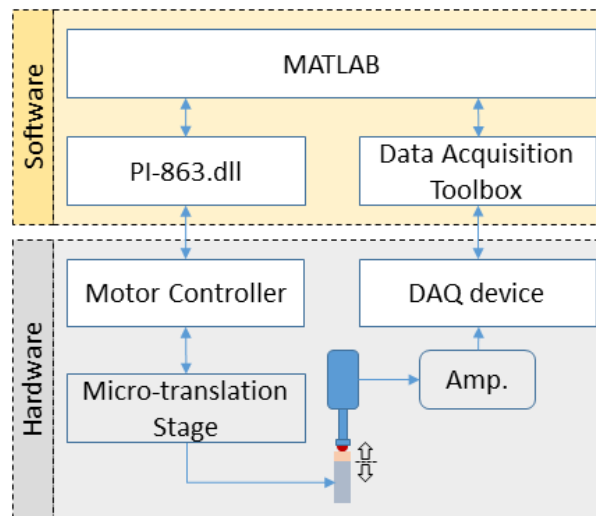 Software
MATLAB
PI-863.dll
Data Acquisition
Toolbox
Hardware
Motor Controller
DAQ device
Micro-translation
Stage
Amp.